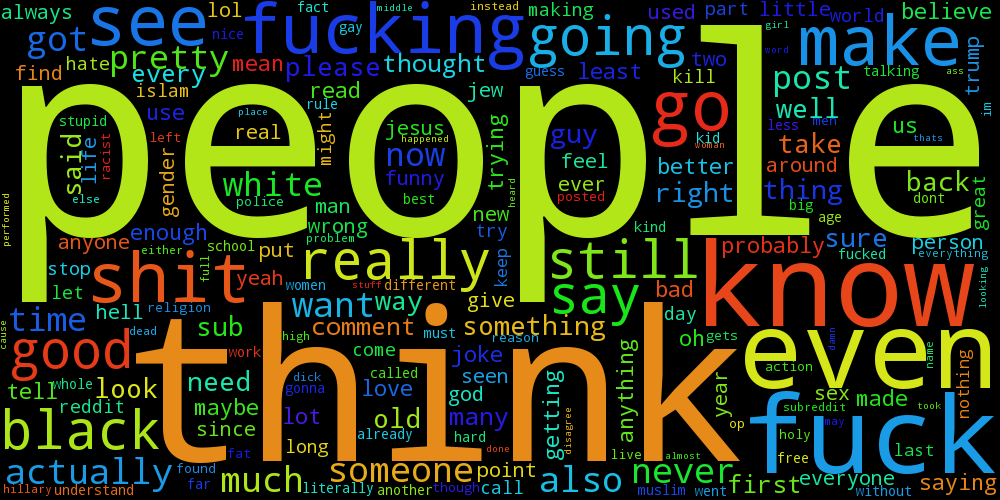 always
lol
fact
middle
instead
making
used
part
little
world
believe
got
see
nice
fucking
gay
going
girl
make
trump
find
hate
pretty
every
mean
please
thought
guess
least
two
word
post
talking
ass
islam
read
jew
kill
im
people
stupid
said
life
racist
use
left
gender
real
place
rule
might
jesus
happened
now
funny
trying
guy
feel
go
kid
woman
less
men
well
take
us
thats
better
around
right
thing
back
dont
great
performed
else
white
police
man
best
heard
ever
posted
new
kind
big
age
anyone
enough
school
put
wrong
problem
try
keep
still
probably
sure
person
fucked
everything
stop
let
shit
either
full
yeah
women
really
stuff
different
say
bad
know
looking
hell
religion
want
way
give
day
time
cause
dead
sub
high
comment
must
something
reason
oh
gets
even
damn
name
good
think
work
come
joke
called
seen
anything
year
action
nothing
tell
whole
look
need
dick
gonna
love
god
getting
disagree
sex
made
reddit
maybe
lot
old
many
op
subreddit
took
black
since
fat
long
already
hard
done
live
almost
holy
may
fuck
free
last
actually
found
far
much
someone
point
also
never
first
everyone
hillary
understand
literally
another
though
call
muslim
went
without
saying